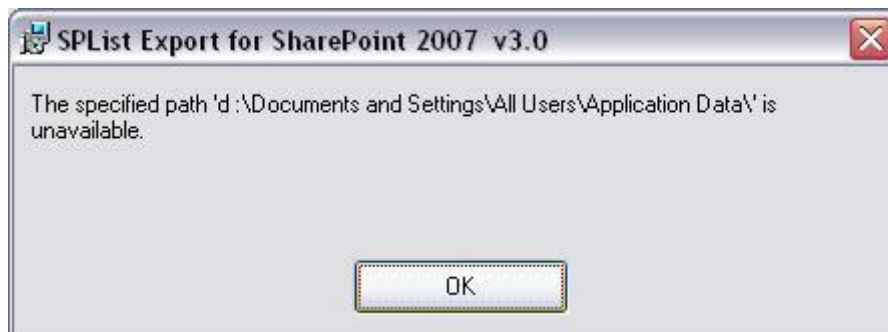 SPList Export for SharePoint 2007 v3.0
The specified path 'd :\Documents and Settings\All Users\Application Data\' is
unavailable.
OK